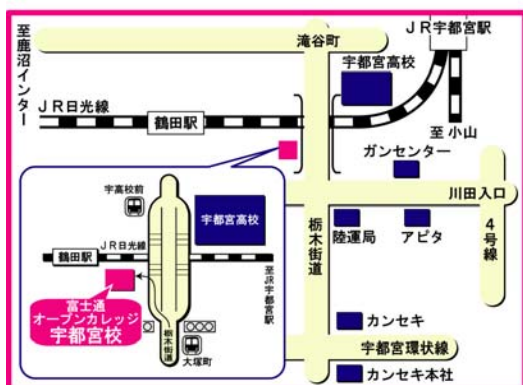 至鹿沼インター
滝谷町
JR宇都宮駅
宇都宮高校
JR日光線
鶴田駅
至 小山
ガンセンター
川田入口
栃木街道
陸運局
アピタ
4号線
カンセキ
宇都宮環状線
カンセキ本社
宇高校前
宇都宮高校
JR日光線
鶴田駅
至JR宇都宮駅
富士通
オープンカレッジ
宇都宮校
栃木街道
大塚町